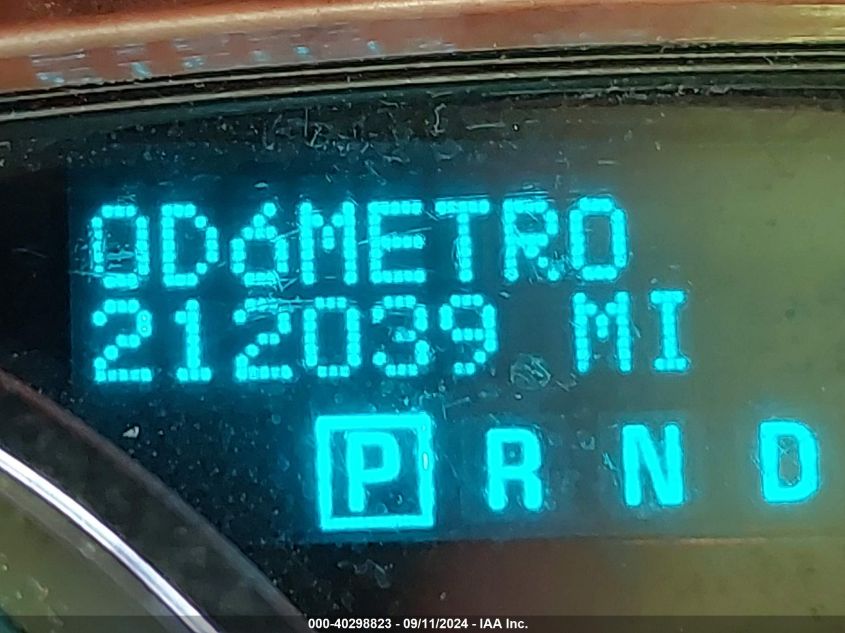 ODóMETRO
212039 MI
P R N D
000-40298823 - 09/11/2024 - IAA Inc.